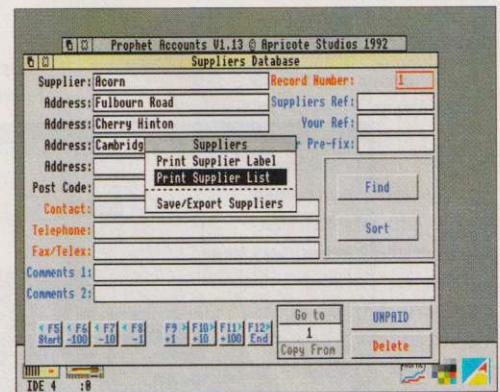 Prophet Accounts V1.13 © Apricote Studios 1992
Suppliers Database
Supplier: Acorn
Record Number: 1
Address: Fulbourn Road
Suppliers Ref:
Address: Cherry Hinton
Your Ref:
Address: Cambridg
Pre-fix:
Suppliers
Print Supplier Label
Print Supplier List
Save/Export Suppliers
Address:
Post Code:
Find
Contact:
Telephone:
Sort
Fax/Telex:
Comments 1:
Comments 2:
F5 F6 F7 F8 F9 F10 F11 F12
Start -100 -10 -1 +1 +10 +100 End
Go to
1
Copy From
UNPAID
Delete
IDE 4 :0